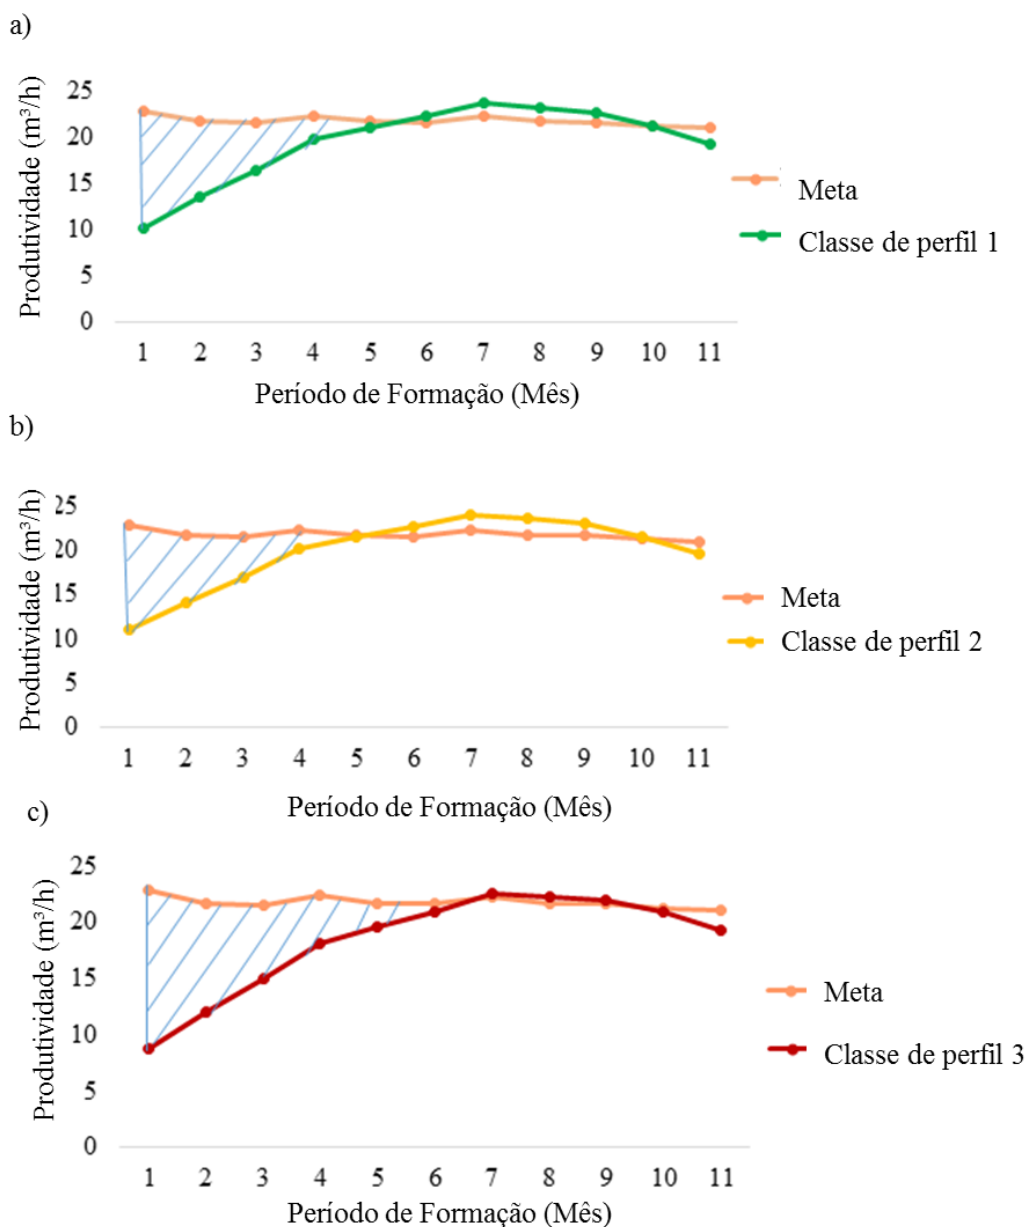 a)
Produtividade (m³/h)
25
20
15
10
5
0
1 2 3 4 5 6 7 8 9 10 11
Período de Formação (Mês)
Meta
Classe de perfil 1
b)
Produtividade (m³/h)
25
20
15
10
5
0
1 2 3 4 5 6 7 8 9 10 11
Período de Formação (Mês)
Meta
Classe de perfil 2
c)
Produtividade (m³/h)
25
20
15
10
5
0
1 2 3 4 5 6 7 8 9 10 11
Período de Formação (Mês)
Meta
Classe de perfil 3